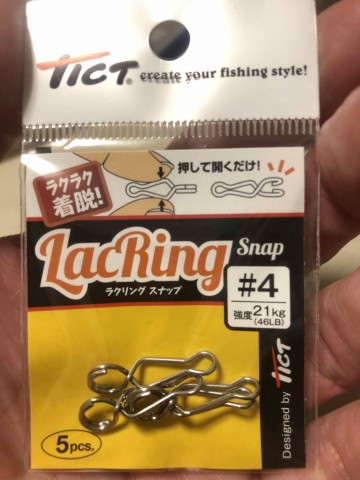 TICT®
create your fishing style!
ラクラク
着脱!
押して開くだけ!
LacRing Snap
ラクリング スナップ
#4
強度21kg
(46LB)
Designed by TICT
5pcs.